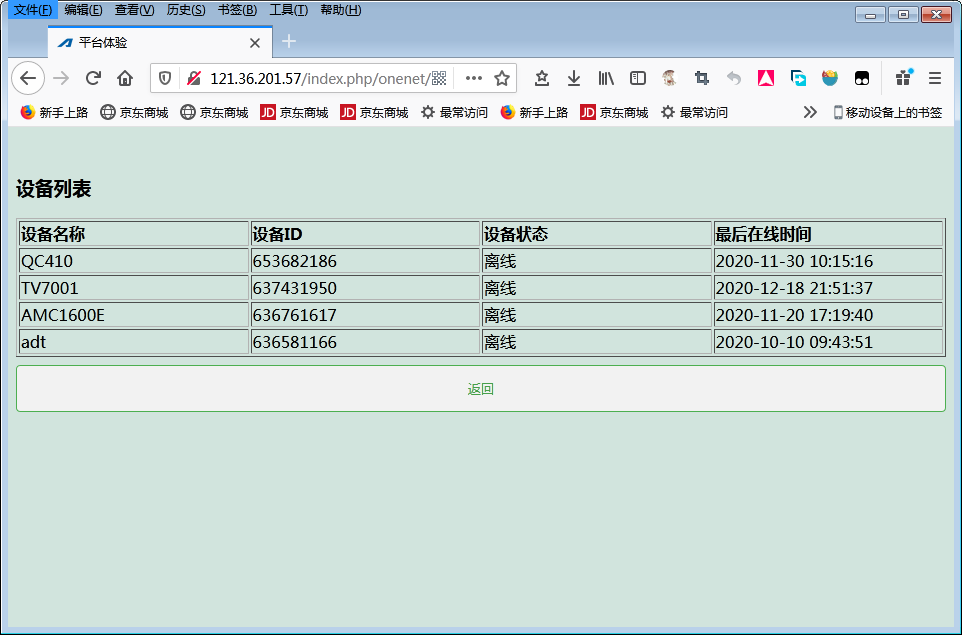 文件(F) 编辑(E) 查看(V) 历史(S) 书签(B) 工具(T) 帮助(H)
平台体验
121.36.201.57/index.php/onenet/
新手上路 京东商城 京东商城 JD 京东商城 JD 京东商城 最常访问 新手上路 JD 京东商城 最常访问 移动设备上的书签
设备列表
设备名称 设备ID 设备状态 最后在线时间
QC410 653682186 离线 2020-11-30 10:15:16
TV7001 637431950 离线 2020-12-18 21:51:37
AMC1600E 636761617 离线 2020-11-20 17:19:40
adt 636581166 离线 2020-10-10 09:43:51
返回